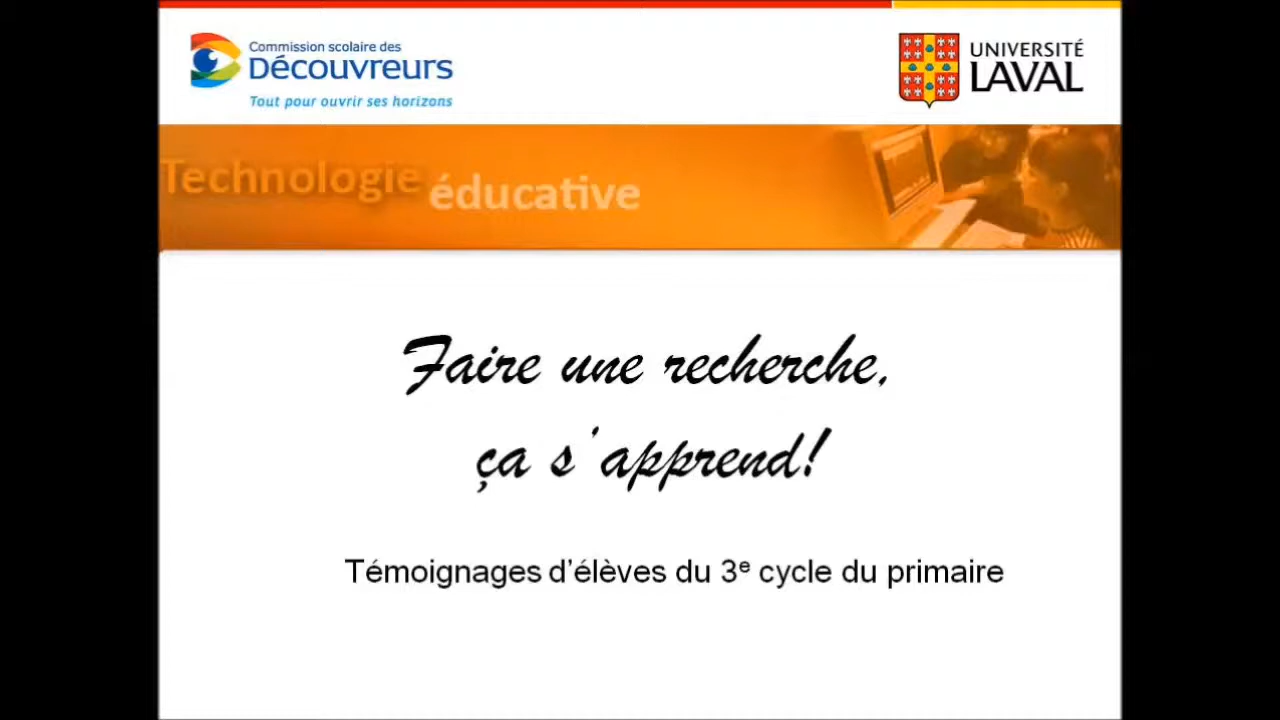 Commission scolaire des
Découvreurs
Tout pour ouvrir ses horizons
UNIVERSITÉ
LAVAL
Technologie éducative
Faire une recherche,
ça s'apprend!
Témoignages d'élèves du 3e cycle du primaire